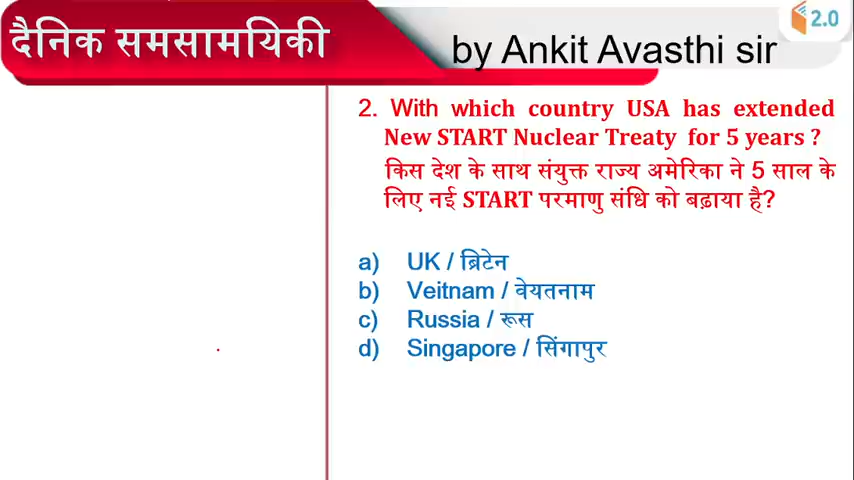 दैनिक समसामयिकी
by Ankit Avasthi sir
2.0
2. With which country USA has extended
New START Nuclear Treaty for 5 years ?
किस देश के साथ संयुक्त राज्य अमेरिका ने 5 साल के
लिए नई START परमाणु संधि को बढ़ाया है?
a) UK / ब्रिटेन
b) Veitnam / वेयतनाम
c) Russia / रूस
d) Singapore / सिंगापुर